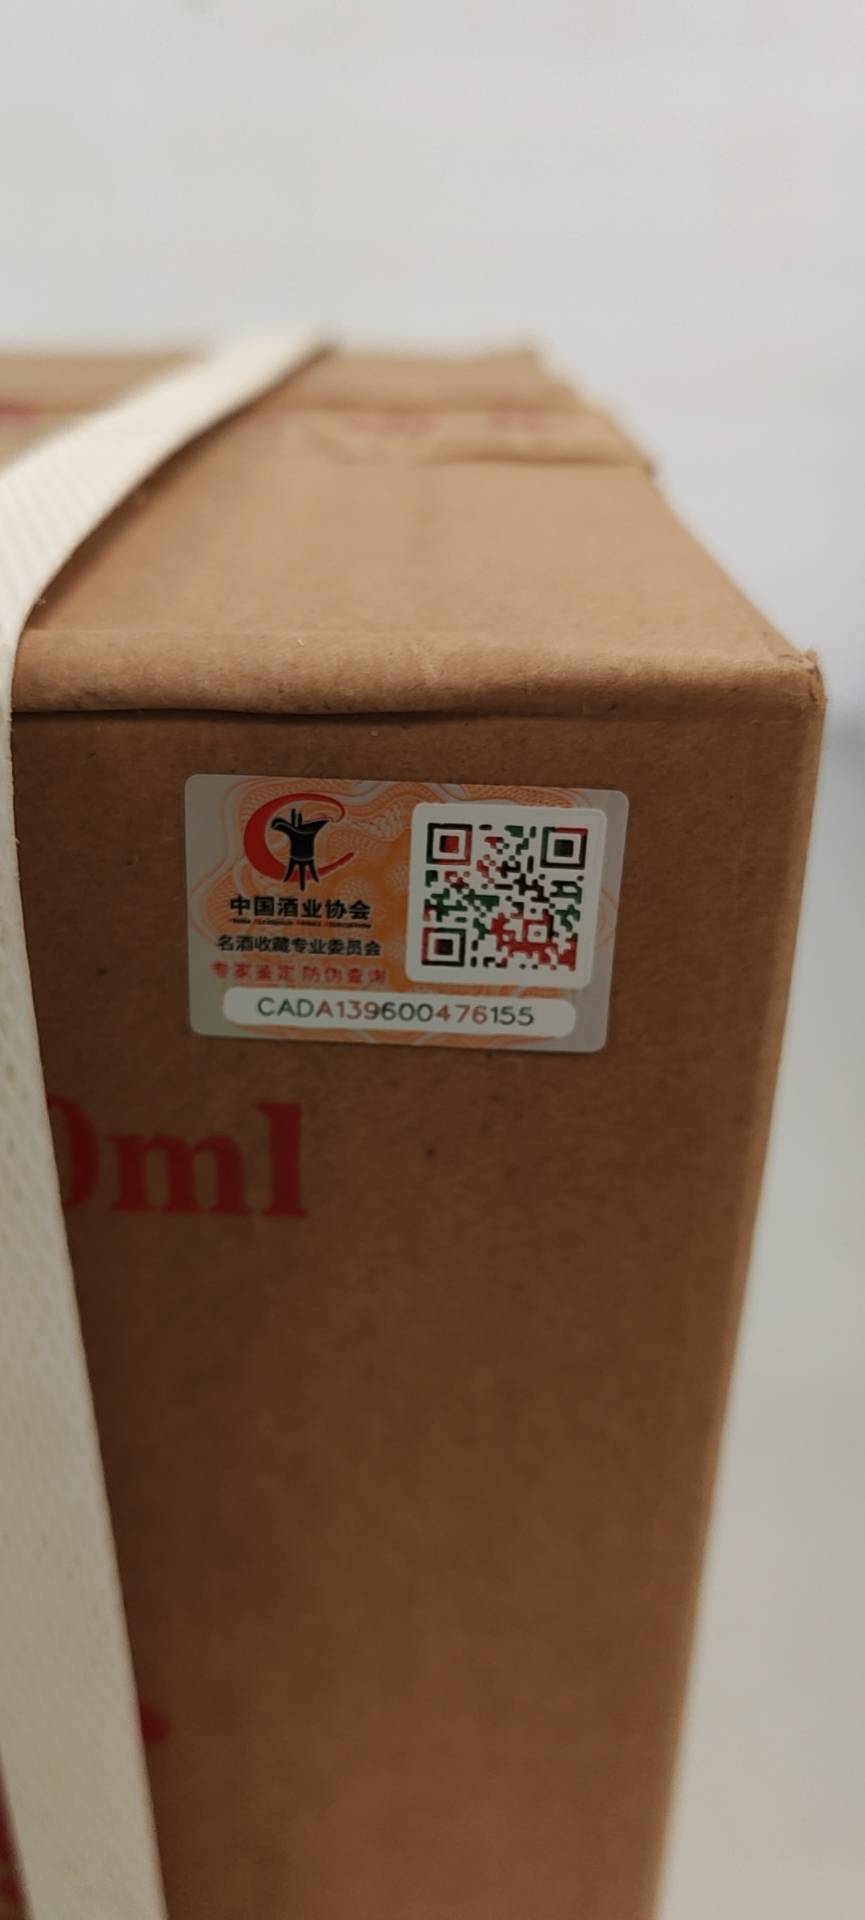 中国酒业协会
名酒收藏专业委员会
专家鉴定 防伪查询
CADA139600476155
0ml